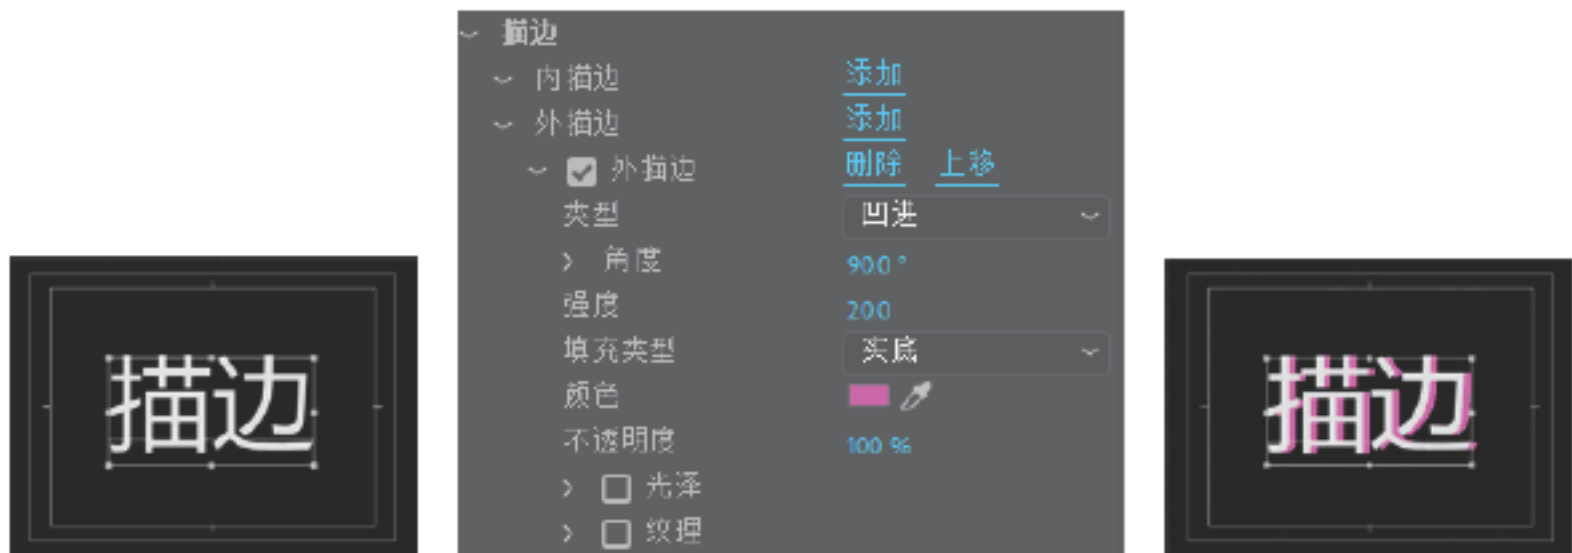 描边
内描边 添加
外描边 添加
外描边 删除 上移
类型 凹进
角度 90.0 °
强度 20.0
填充类型 实底
颜色
不透明度 100 %
光泽
纹理
描边
描边